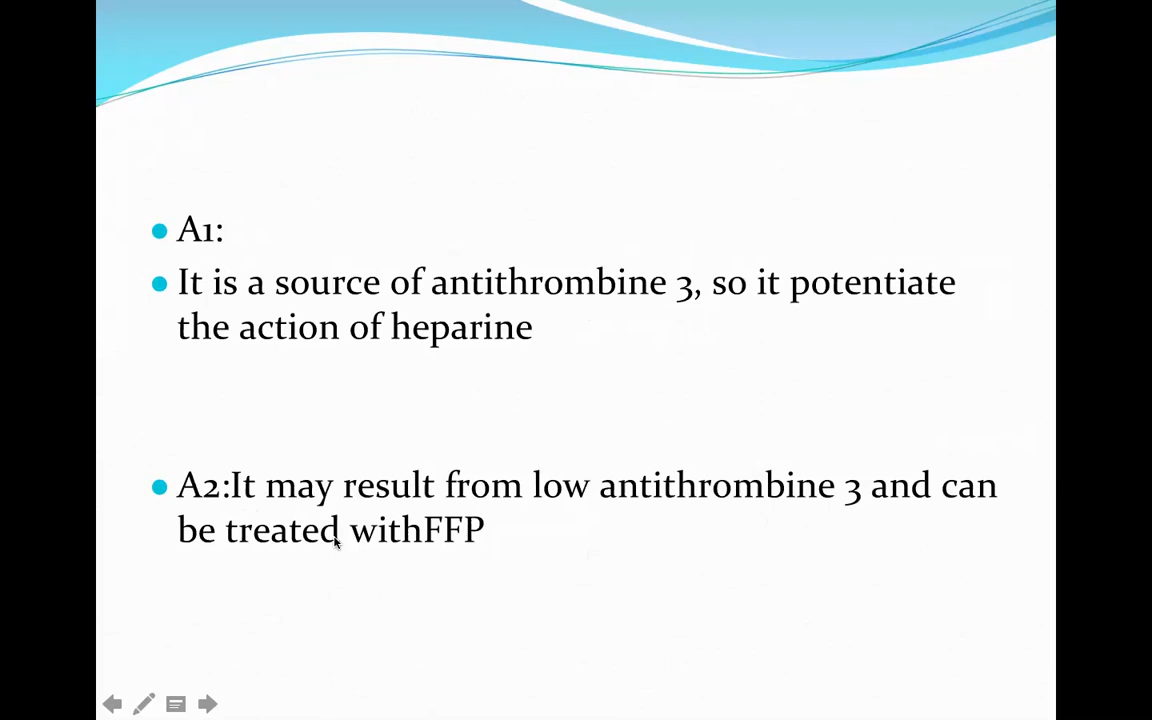 A1:
It is a source of antithrombine 3, so it potentiate
the action of heparine
A2:It may result from low antithrombine 3 and can
be treated withFFP